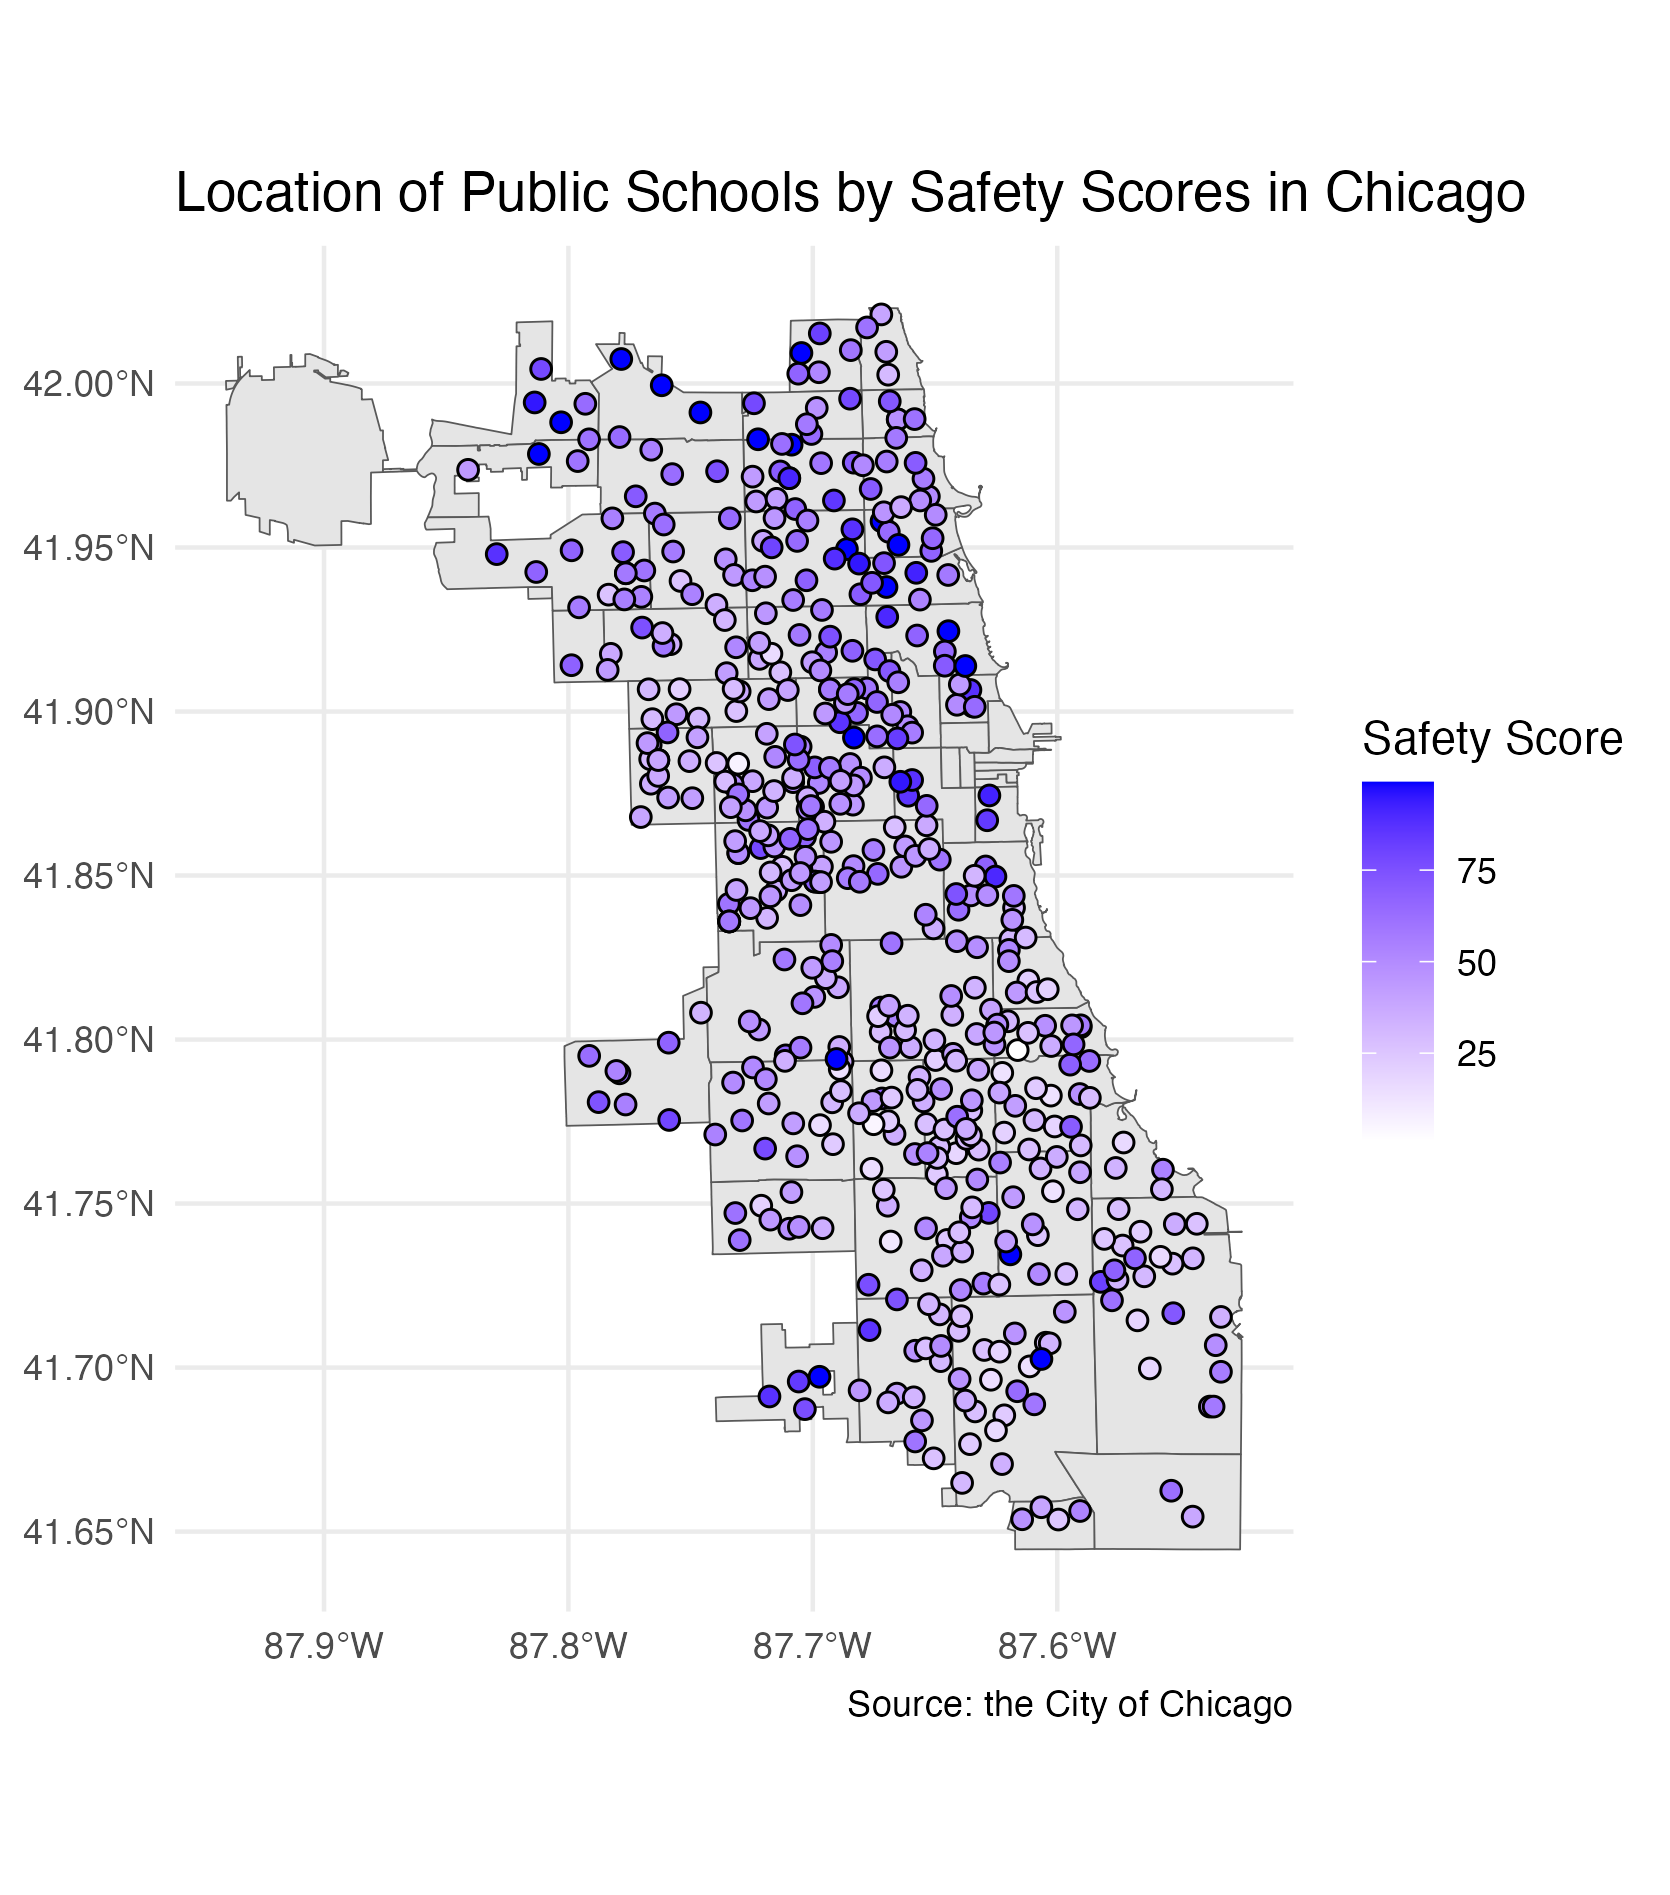 Location of Public Schools by Safety Scores in Chicago
42.00°N
41.95°N
41.90°N
41.85°N
41.80°N
41.75°N
41.70°N
41.65°N
87.9°W
87.8°W
87.7°W
87.6°W
Safety Score
75
50
25
Source: the City of Chicago